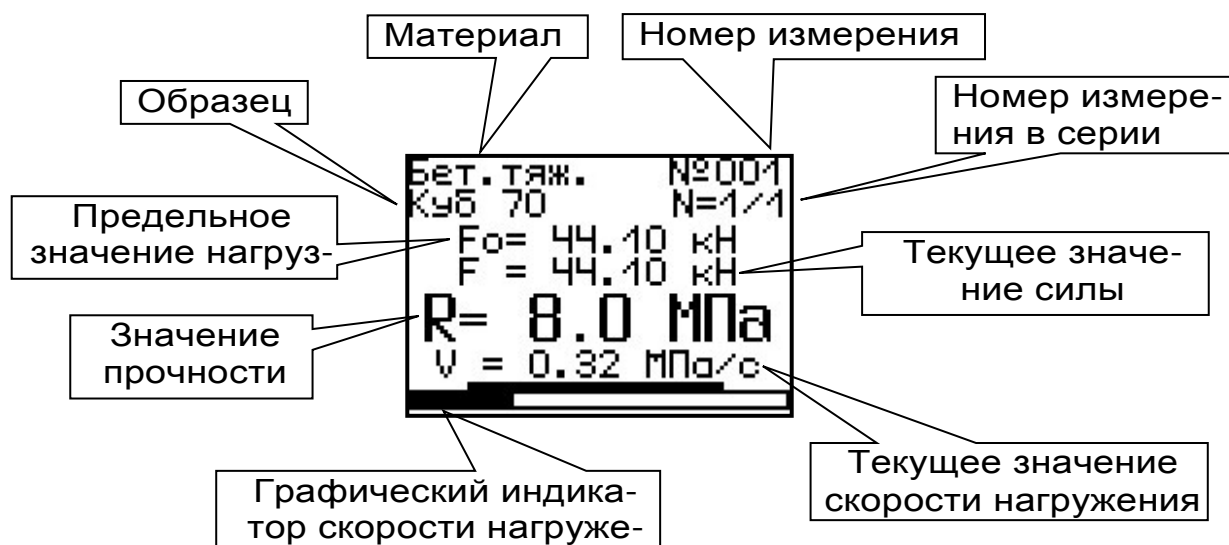 Материал
Номер измерения
Образец
Номер измере-
ния в серии
Бет.тяж. №001
Куб 70 N=1/1
Предельное
значение нагруз-
Fo= 44.10 кН
F = 44.10 кН
Текущее значе-
ние силы
R= 8.0 МПа
Значение
прочности
V = 0.32 МПа/с
Текущее значение
скорости нагружения
Графический индика-
тор скорости нагруже-